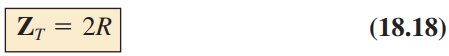 Z_T = 2R (18.18)